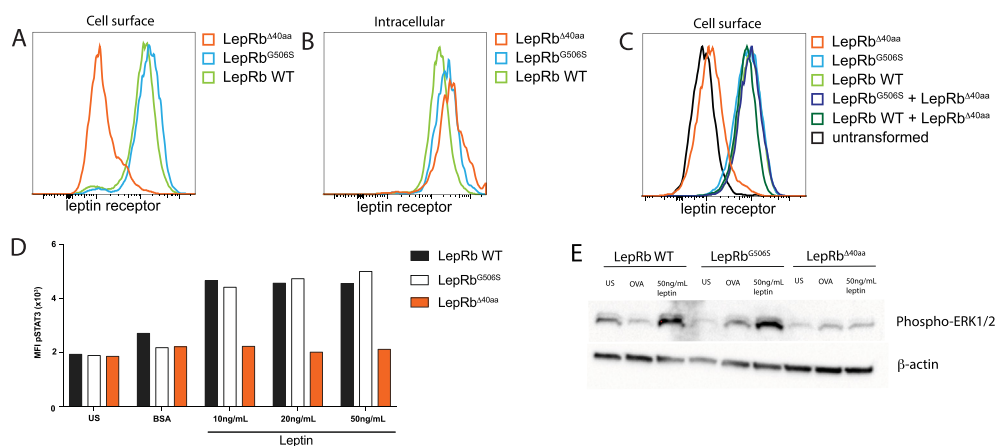 A
Cell surface
LepRbΔ40aa
LepRbG506S
LepRb WT
leptin receptor
B
Intracellular
LepRbΔ40aa
LepRbG506S
LepRb WT
leptin receptor
C
Cell surface
LepRbΔ40aa
LepRbG506S
LepRb WT
LepRbG506S + LepRbΔ40aa
LepRb WT + LepRbΔ40aa
untransformed
leptin receptor
D
MFI pSTAT3 (x10³)
6
4
2
0
US
BSA
10ng/mL
20ng/mL
50ng/mL
Leptin
LepRb WT
LepRbG506S
LepRbΔ40aa
E
LepRb WT
LepRbG506S
LepRbΔ40aa
US OVA 50ng/mL leptin
US OVA 50ng/mL leptin
US OVA 50ng/mL leptin
Phospho-ERK1/2
β-actin